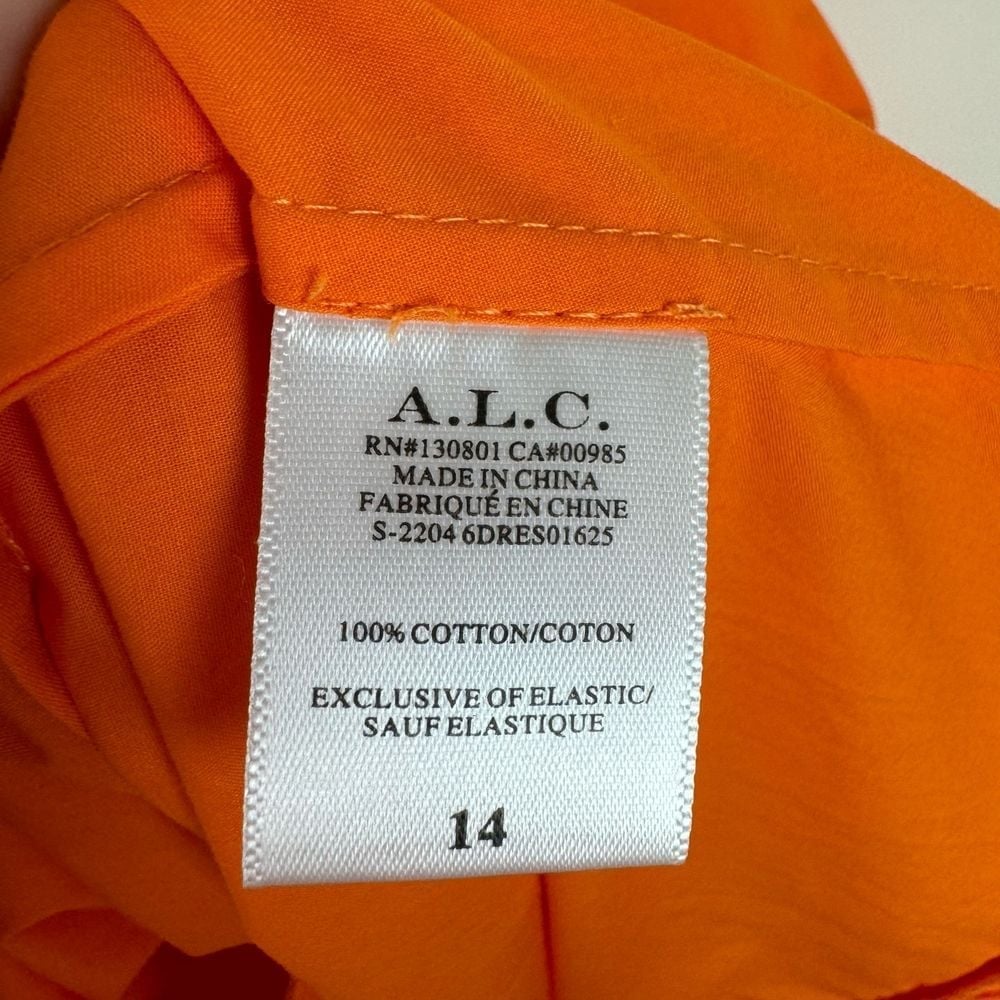 A.L.C.
RN#130801 CA#00985
MADE IN CHINA
FABRIQUÉ EN CHINE
S-2204 6DRES01625
100% COTTON/COTON
EXCLUSIVE OF ELASTIC/
SAUF ELASTIQUE
14